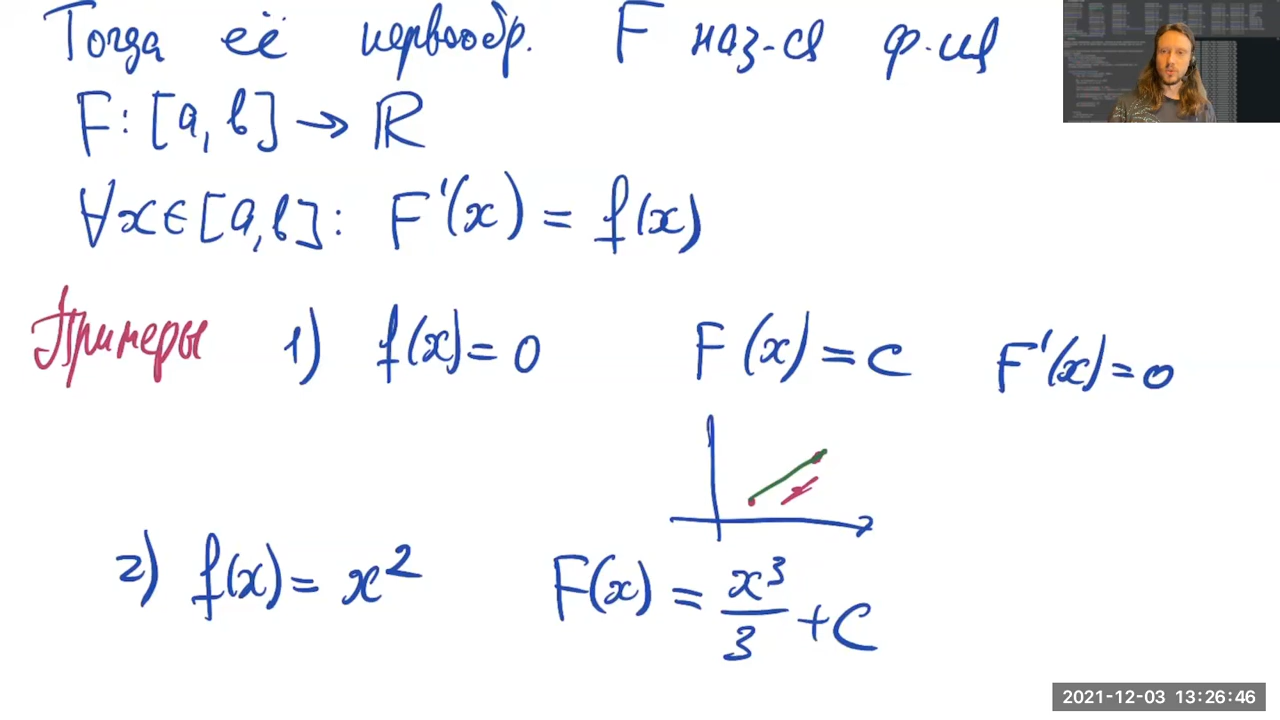 Тогда её первообр. F наз-ся ф-ия
F: [a, b] → ℝ
∀x∈[a,b]: F'(x) = f(x)
Примеры 1) f(x)=0 F(x)=C F'(x)=0
2) f(x)= x² F(x) = x³/3 +C
2021-12-03 13:26:46